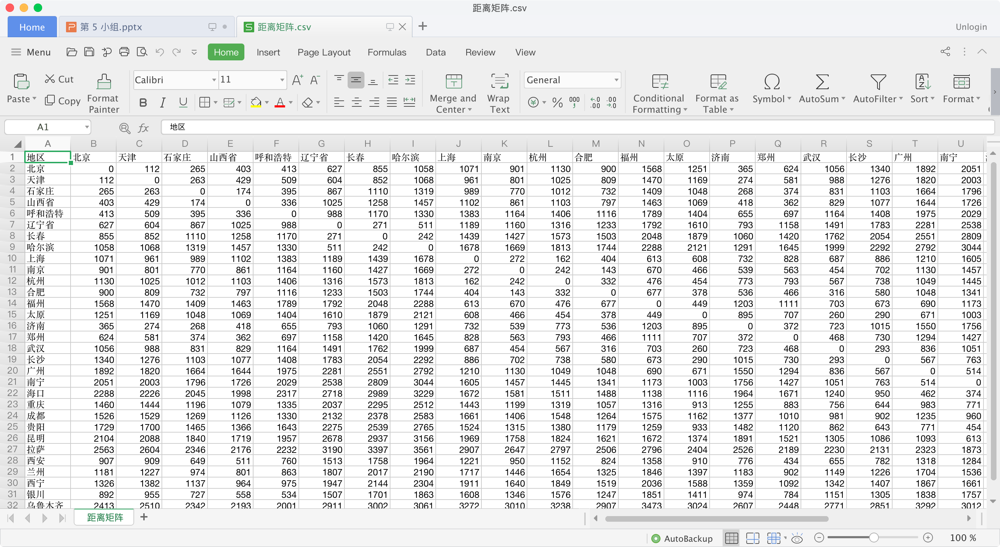 距离矩阵.csv
Home 第 5 小组.pptx 距离矩阵.csv Unlogin
Menu Home Insert Page Layout Formulas Data Review View
Paste Cut Copy Format Painter Calibri 11 Merge and Center Wrap Text General Conditional Formatting Format as Table Symbol AutoSum AutoFilter Sort Format
A1 fx 地区
A B C D E F G H I J K L M N O P Q R S T U
1 地区 北京 天津 石家庄 山西省 呼和浩特 辽宁省 长春 哈尔滨 上海 南京 杭州 合肥 福州 太原 济南 郑州 武汉 长沙 广州 南宁
2 北京 0 112 265 403 413 627 855 1058 1071 901 1130 900 1568 1251 365 624 1056 1340 1892 2051
3 天津 112 0 263 429 509 604 852 1068 961 801 1025 809 1470 1169 274 581 988 1276 1820 2003
4 石家庄 265 263 0 174 395 867 1110 1319 989 770 1012 732 1409 1048 268 374 831 1103 1664 1796
5 山西省 403 429 174 0 336 1025 1258 1457 1102 861 1103 797 1463 1069 418 362 829 1077 1644 1726
6 呼和浩特 413 509 395 336 0 988 1170 1330 1383 1164 1406 1116 1789 1404 655 697 1164 1408 1975 2029
7 辽宁省 627 604 867 1025 988 0 271 511 1189 1160 1316 1233 1792 1610 793 1158 1491 1783 2281 2538
8 长春 855 852 1110 1258 1170 271 0 242 1439 1427 1573 1503 2048 1879 1060 1420 1762 2054 2551 2809
9 哈尔滨 1058 1068 1319 1457 1330 511 242 0 1678 1669 1813 1744 2288 2121 1291 1645 1999 2292 2792 3044
10 上海 1071 961 989 1102 1383 1189 1439 1678 0 272 162 404 613 608 732 828 687 886 1210 1605
11 南京 901 801 770 861 1164 1160 1427 1669 272 0 242 143 670 466 539 563 454 702 1130 1457
12 杭州 1130 1025 1012 1103 1406 1316 1573 1813 162 242 0 332 476 454 773 793 567 738 1049 1445
13 合肥 900 809 732 797 1116 1233 1503 1744 404 143 332 0 677 378 536 466 316 580 1048 1341
14 福州 1568 1470 1409 1463 1789 1792 2048 2288 613 670 476 677 0 449 1203 1111 703 673 690 1173
15 太原 1251 1169 1048 1069 1404 1610 1879 2121 608 466 454 378 449 0 895 707 260 290 671 1003
16 济南 365 274 268 418 655 793 1060 1291 732 539 773 536 1203 895 0 372 723 1015 1550 1756
17 郑州 624 581 374 362 697 1158 1420 1645 828 563 793 466 1111 707 372 0 468 730 1294 1427
18 武汉 1056 988 831 829 1164 1491 1762 1999 687 454 567 316 703 260 723 468 0 293 836 1051
19 长沙 1340 1276 1103 1077 1408 1783 2054 2292 886 702 738 580 673 290 1015 730 293 0 567 763
20 广州 1892 1820 1664 1644 1975 2281 2551 2792 1210 1130 1049 1048 690 671 1550 1294 836 567 0 514
21 南宁 2051 2003 1796 1726 2029 2538 2809 3044 1605 1457 1445 1341 1173 1003 1756 1427 1051 763 514 0
22 海口 2288 2226 2045 1998 2317 2718 2989 3229 1672 1581 1511 1488 1138 1116 1964 1671 1240 950 462 374
23 重庆 1460 1444 1196 1079 1335 2037 2295 2512 1443 1199 1319 1057 1316 913 1255 883 756 644 983 771
24 成都 1526 1529 1269 1126 1330 2132 2378 2583 1661 1406 1548 1264 1575 1162 1377 1010 981 902 1235 960
25 贵阳 1729 1700 1465 1366 1643 2275 2539 2765 1524 1315 1380 1179 1259 933 1482 1120 862 643 771 454
26 昆明 2104 2088 1840 1719 1957 2678 2937 3156 1969 1758 1824 1621 1672 1374 1891 1521 1305 1086 1093 613
27 拉萨 2563 2604 2346 2176 2232 3190 3397 3561 2907 2647 2797 2506 2796 2404 2526 2189 2230 2131 2323 1873
28 西安 907 909 649 511 760 1513 1758 1964 1221 950 1152 824 1358 910 776 434 655 782 1318 1284
29 兰州 1181 1227 974 801 863 1807 2017 2190 1717 1446 1654 1325 1846 1397 1183 902 1149 1226 1704 1536
30 西宁 1326 1382 1137 964 975 1947 2144 2304 1911 1640 1849 1519 2036 1588 1359 1092 1342 1407 1867 1661
31 银川 892 955 727 558 534 1507 1701 1863 1608 1346 1576 1247 1851 1411 974 784 1151 1305 1838 1757
32 乌鲁木齐 2413 2510 2342 2193 2001 2911 3002 3061 3272 3010 3238 2907 3473 3024 2607 2448 2771 2851 3292 3012
距离矩阵
AutoBackup 100 %